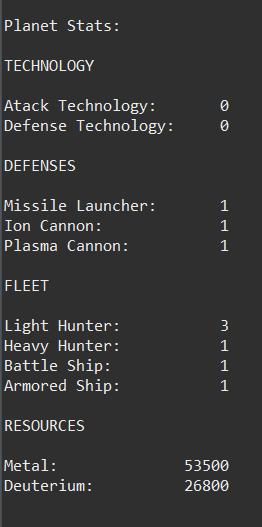 Planet Stats:
TECHNOLOGY
Atack Technology: 0
Defense Technology: 0
DEFENSES
Missile Launcher: 1
Ion Cannon: 1
Plasma Cannon: 1
FLEET
Light Hunter: 3
Heavy Hunter: 1
Battle Ship: 1
Armored Ship: 1
RESOURCES
Metal: 53500
Deuterium: 26800